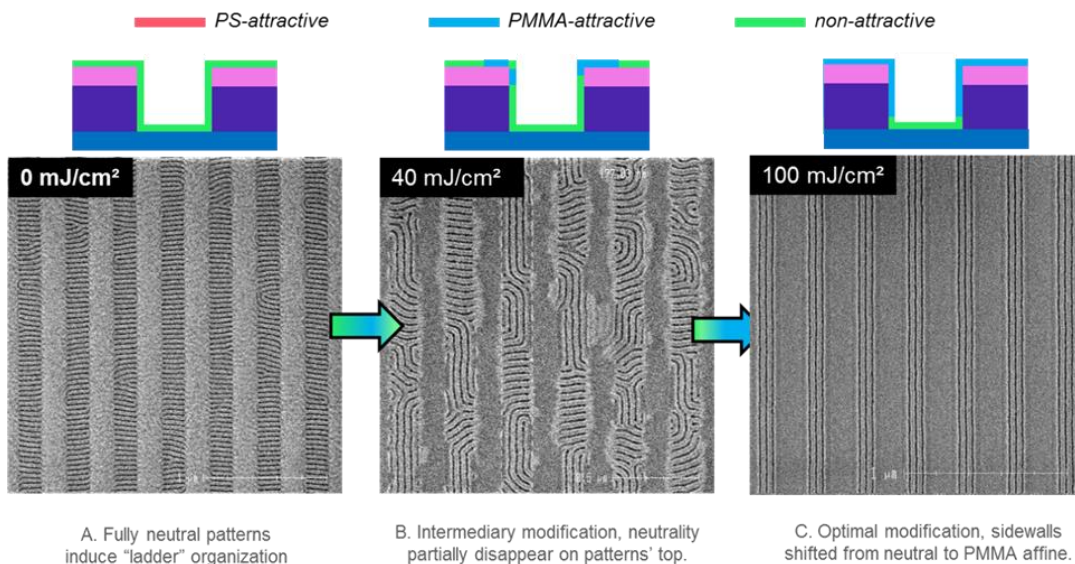 PS-attractive
PMMA-attractive
non-attractive
0 mJ/cm²
40 mJ/cm²
100 mJ/cm²
A. Fully neutral patterns
induce “ladder” organization
B. Intermediary modification, neutrality
partially disappear on patterns’ top.
C. Optimal modification, sidewalls
shifted from neutral to PMMA affine.